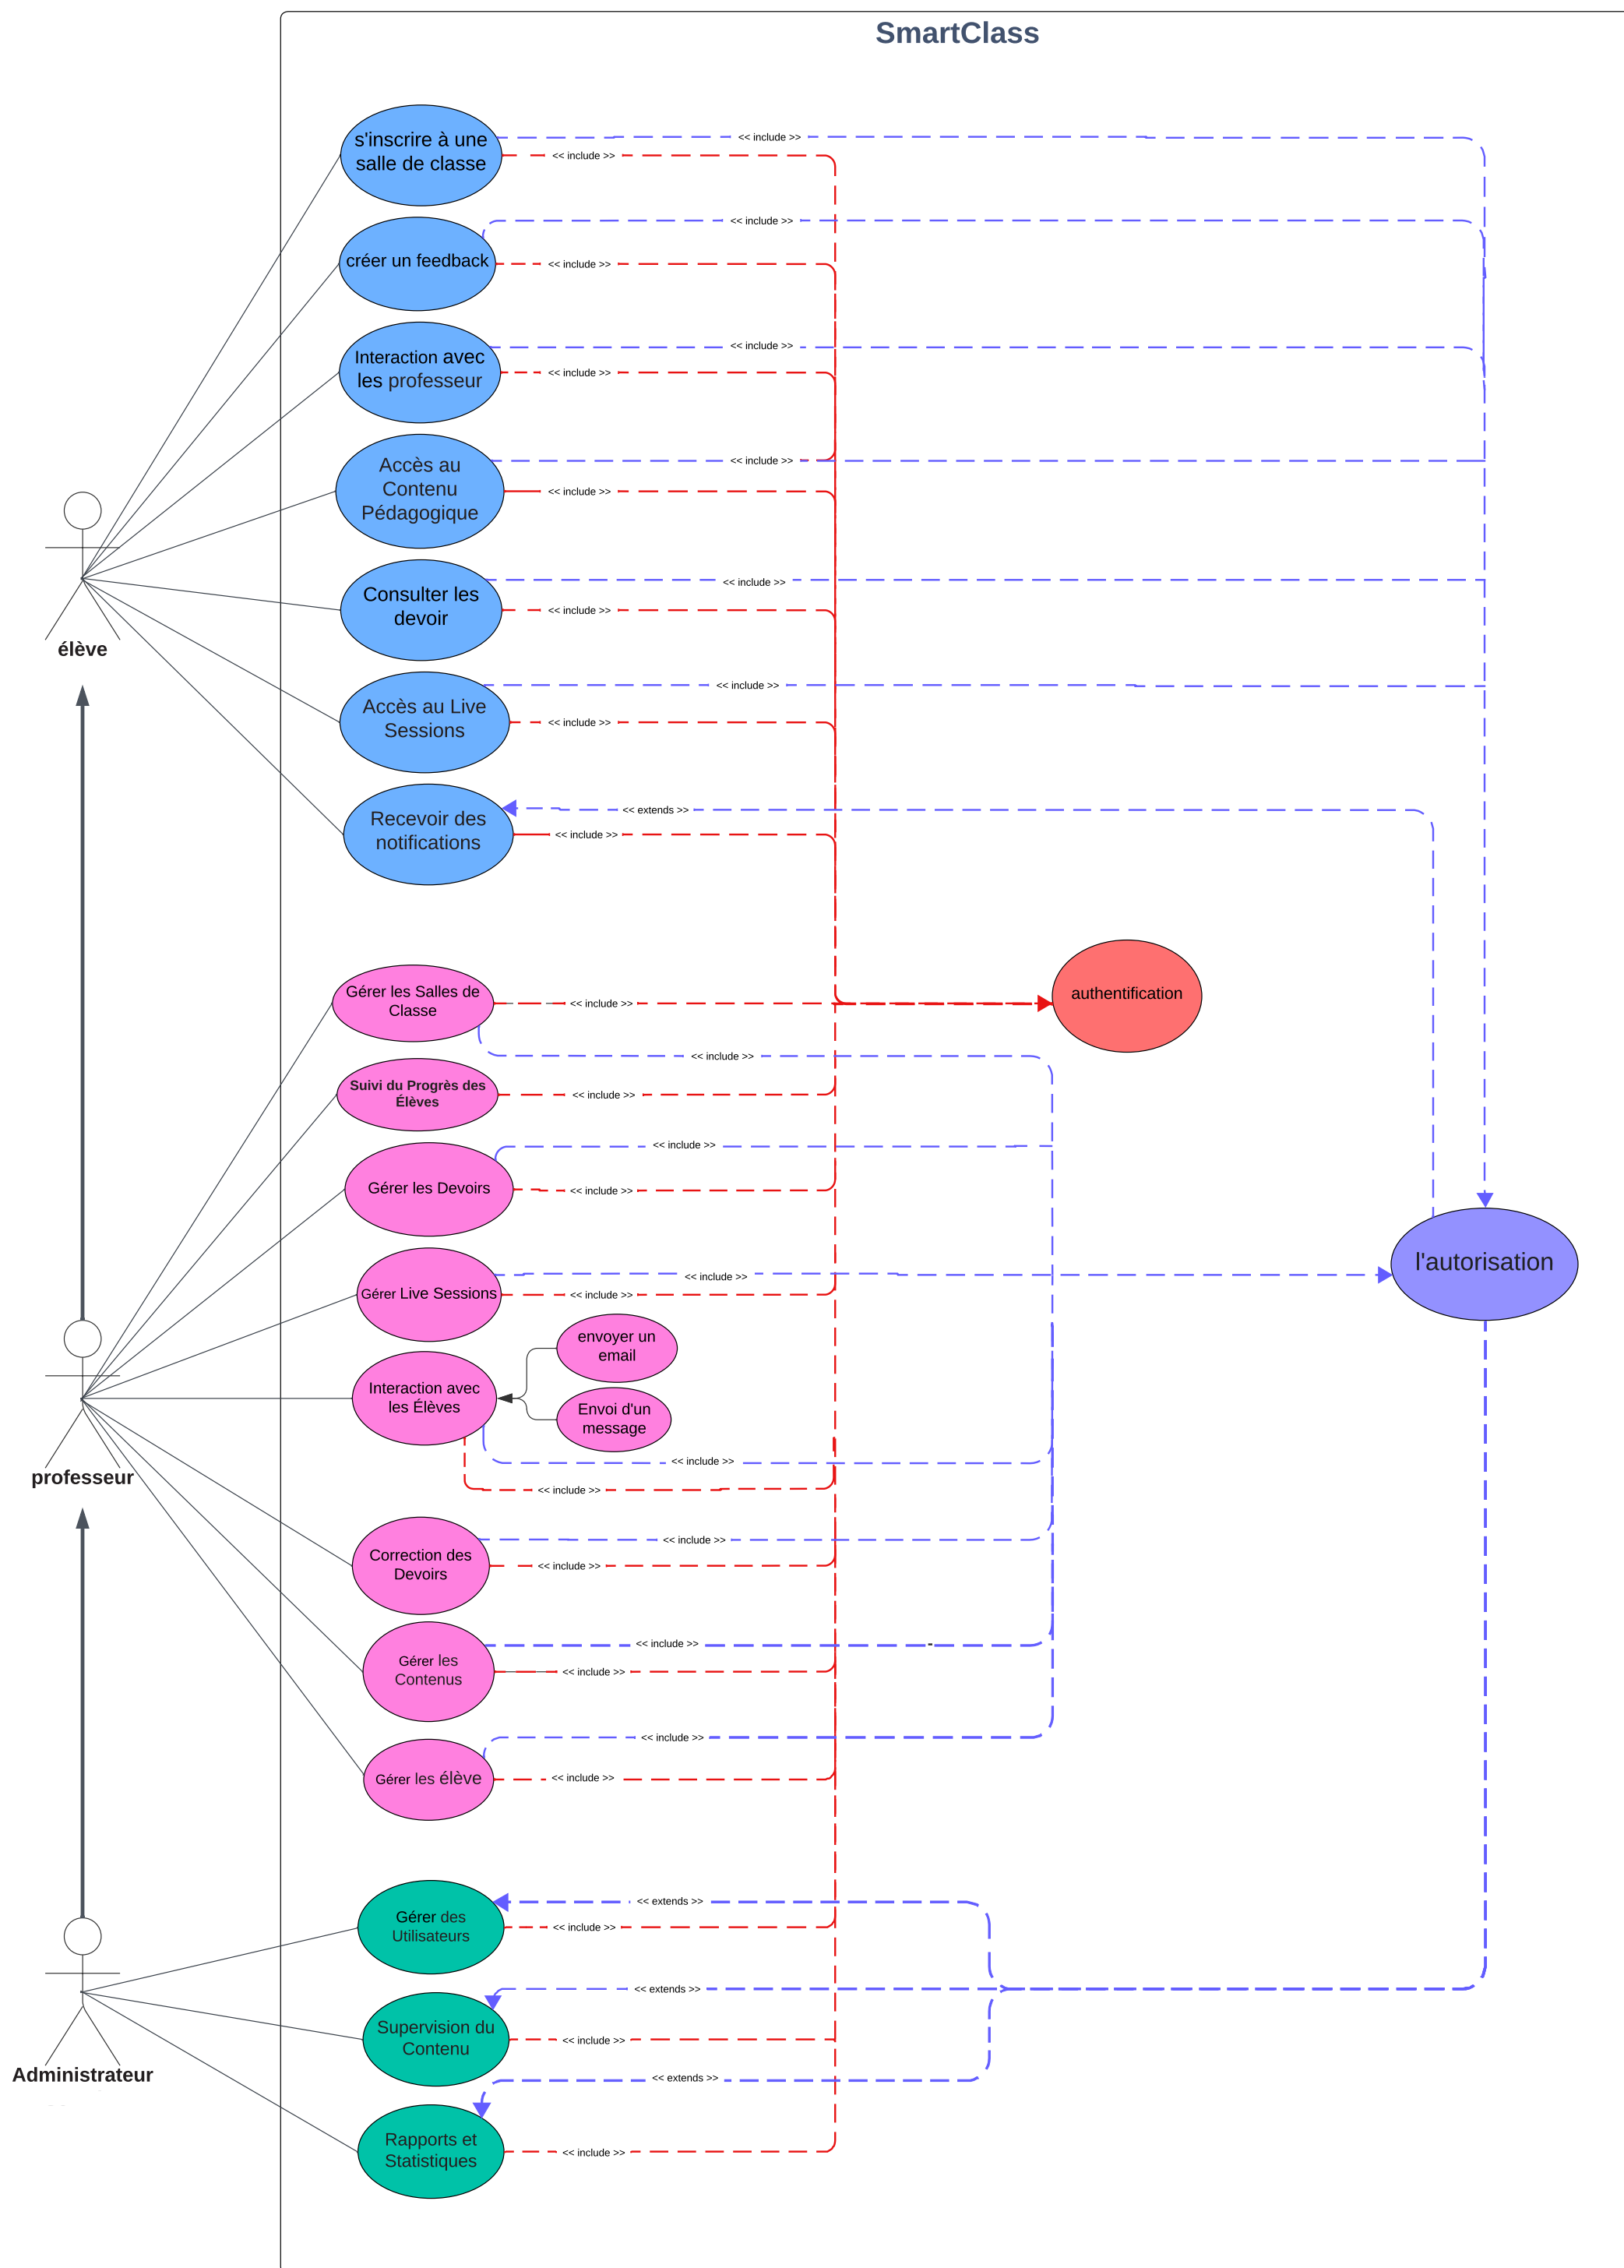 SmartClass
s'inscrire à une
salle de classe
<< include >>
<< include >>
créer un feedback
<< include >>
<< include >>
Interaction avec
les professeur
<< include >>
<< include >>
Accès au
Contenu
Pédagogique
<< include >>
<< include >>
Consulter les
devoir
<< include >>
<< include >>
élève
Accès au Live
Sessions
<< include >>
<< include >>
Recevoir des
notifications
<< extends >>
<< include >>
Gérer les Salles de
Classe
<< include >>
authentification
<< include >>
Suivi du Progrès des
Élèves
<< include >>
<< include >>
Gérer les Devoirs
<< include >>
l'autorisation
Gérer Live Sessions
<< include >>
<< include >>
envoyer un
email
Interaction avec
les Élèves
Envoi d'un
message
<< include >>
<< include >>
professeur
Correction des
Devoirs
<< include >>
<< include >>
Gérer les
Contenus
<< include >>
-
<< include >>
<< include >>
Gérer les élève
<< include >>
Gérer des
Utilisateurs
<< extends >>
<< include >>
<< extends >>
Supervision du
Contenu
<< include >>
Administrateur
<< extends >>
Rapports et
Statistiques
<< include >>